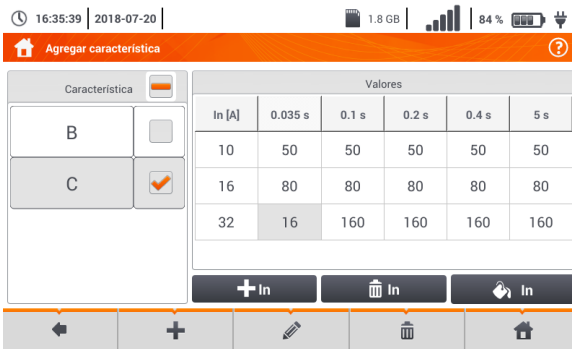 16:35:39 2018-07-20 1.8 GB 84 %
Agregar característica ?
Característica
Valores
B
C
In [A] 0.035 s 0.1 s 0.2 s 0.4 s 5 s
10 50 50 50 50 50
16 80 80 80 80 80
32 16 160 160 160 160
In In In